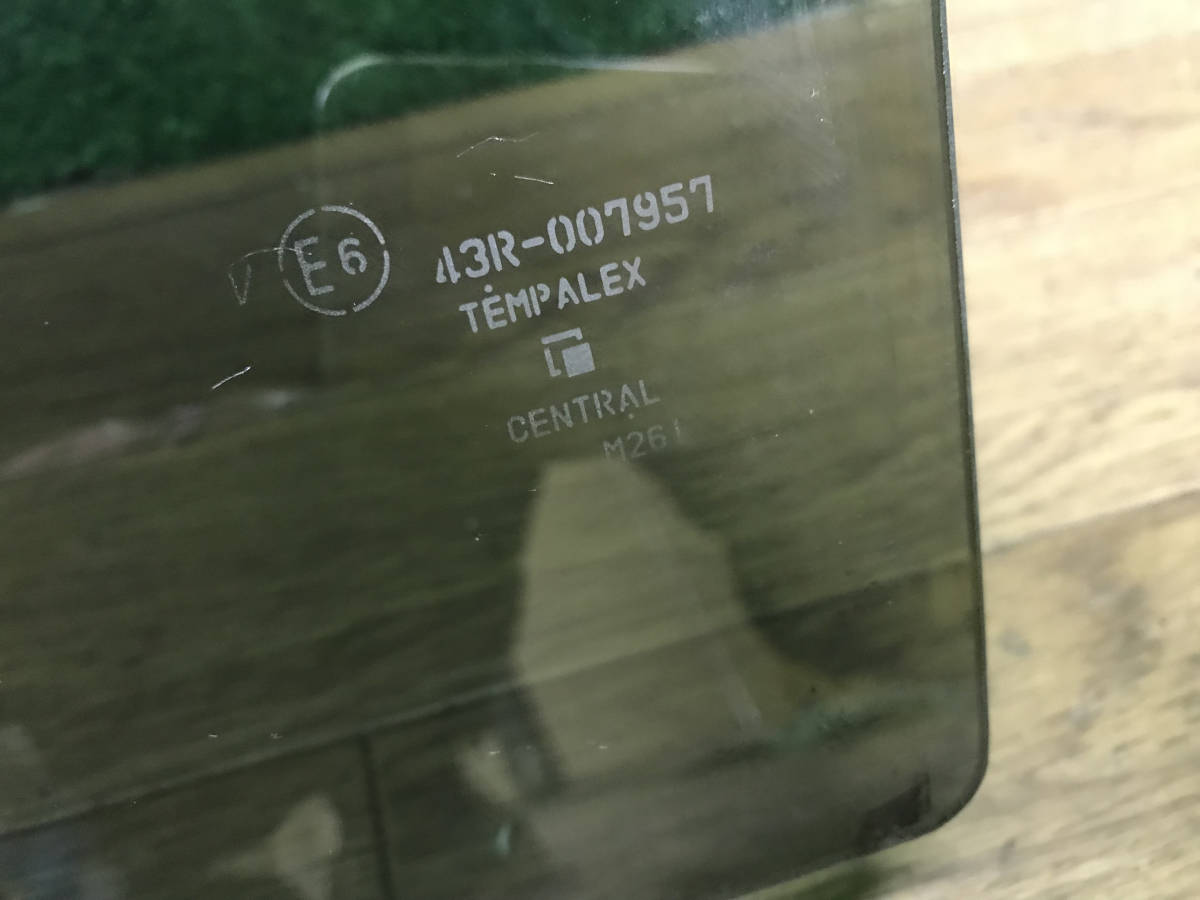 V E6 43R-007957
TEMPALEX
CENTRAL
M261